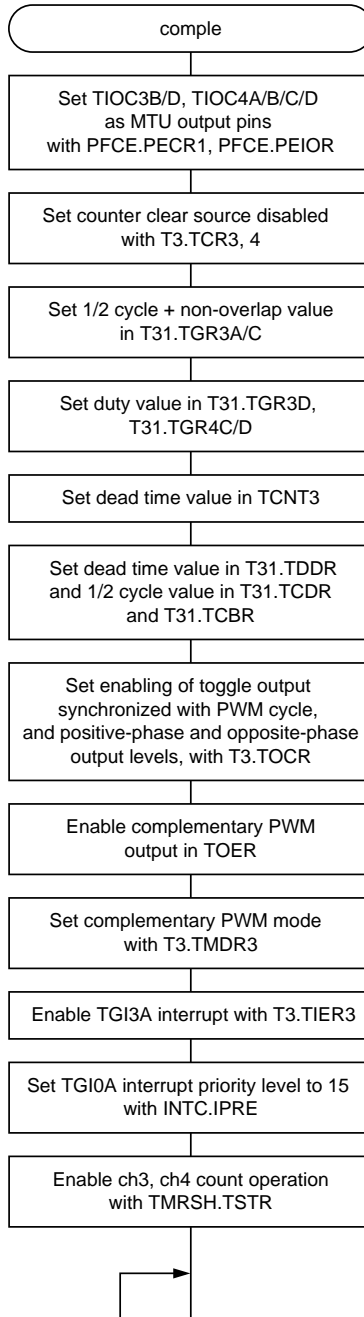 comple
Set TIOC3B/D, TIOC4A/B/C/D
as MTU output pins
with PFCE.PECR1, PFCE.PEIOR
Set counter clear source disabled
with T3.TCR3, 4
Set 1/2 cycle + non-overlap value
in T31.TGR3A/C
Set duty value in T31.TGR3D,
T31.TGR4C/D
Set dead time value in TCNT3
Set dead time value in T31.TDDR
and 1/2 cycle value in T31.TCDR
and T31.TCBR
Set enabling of toggle output
synchronized with PWM cycle,
and positive-phase and opposite-phase
output levels, with T3.TOCR
Enable complementary PWM
output in TOER
Set complementary PWM mode
with T3.TMDR3
Enable TGI3A interrupt with T3.TIER3
Set TGI0A interrupt priority level to 15
with INTC.IPRE
Enable ch3, ch4 count operation
with TMRSH.TSTR